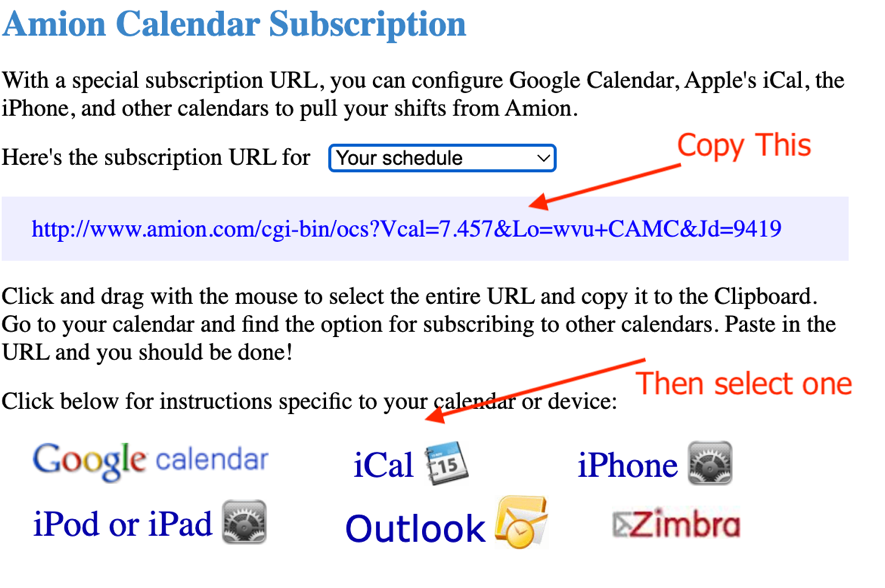 Amion Calendar Subscription
With a special subscription URL, you can configure Google Calendar, Apple's iCal, the
iPhone, and other calendars to pull your shifts from Amion.
Here's the subscription URL for Your schedule
Copy This
http://www.amion.com/cgi-bin/ocs?Vcal=7.457&Lo=wvu+CAMC&Jd=9419
Click and drag with the mouse to select the entire URL and copy it to the Clipboard.
Go to your calendar and find the option for subscribing to other calendars. Paste in the
URL and you should be done!
Then select one
Click below for instructions specific to your calendar or device:
Google calendar iCal 15 iPhone
iPod or iPad Outlook Zimbra